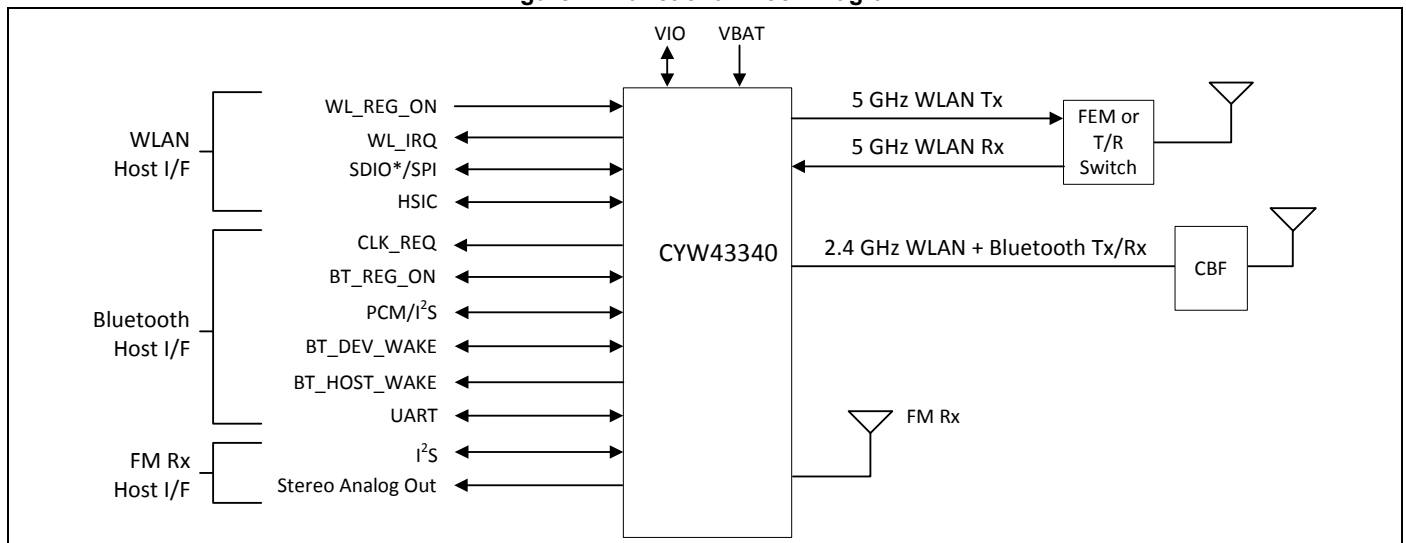 VIO VBAT
WLAN
Host I/F
WL_REG_ON
WL_IRQ
SDIO*/SPI
HSIC
Bluetooth
Host I/F
CLK_REQ
BT_REG_ON
PCM/I²S
BT_DEV_WAKE
BT_HOST_WAKE
UART
FM Rx
Host I/F
I²S
Stereo Analog Out
CYW43340
5 GHz WLAN Tx
5 GHz WLAN Rx
FEM or
T/R
Switch
2.4 GHz WLAN + Bluetooth Tx/Rx
CBF
FM Rx